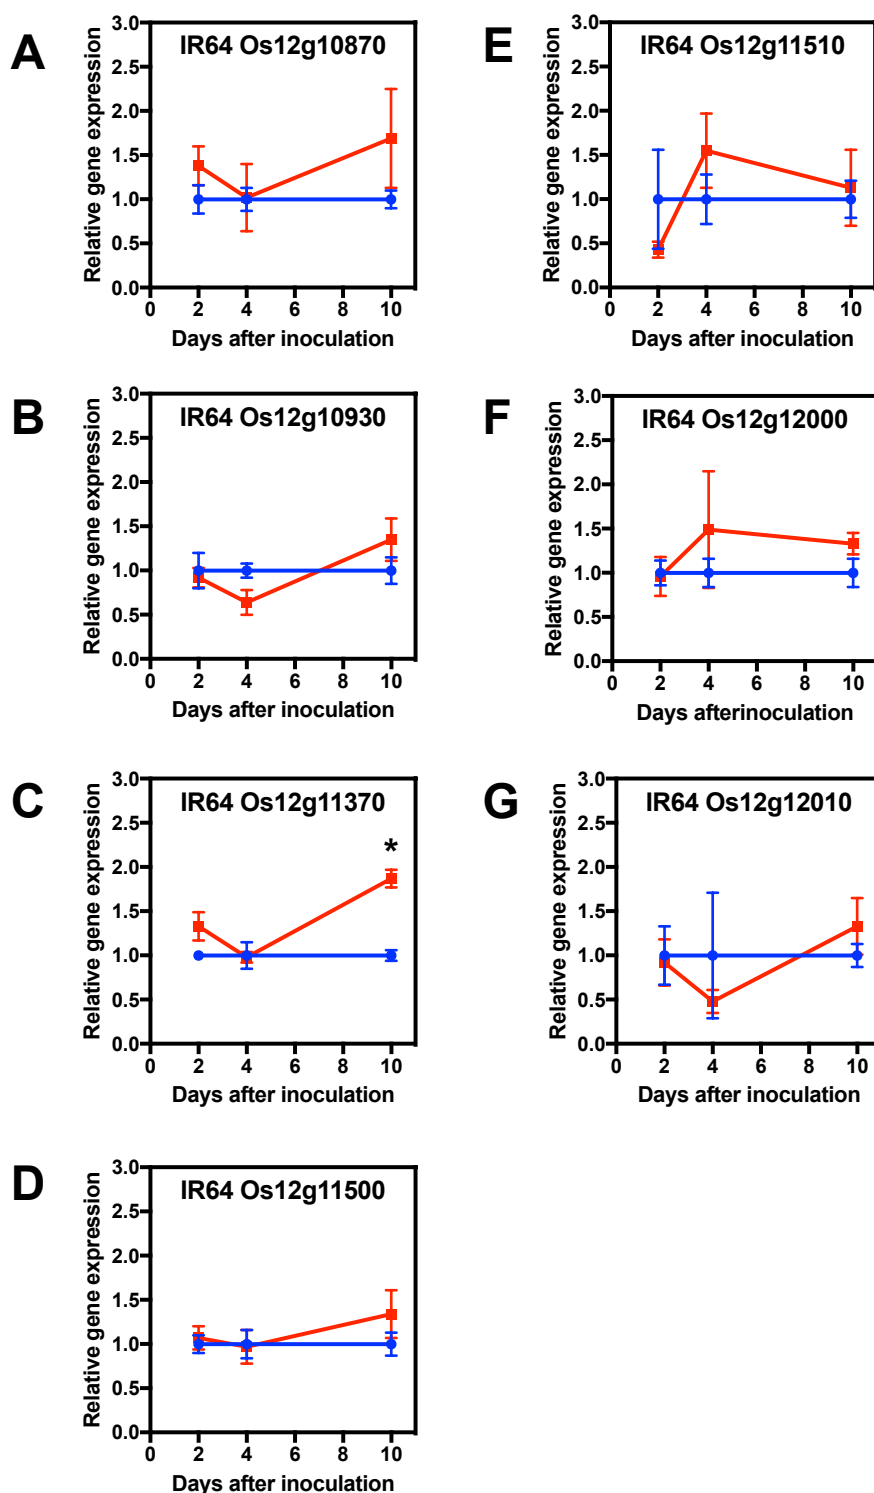 A
IR64 Os12g10870
Relative gene expression
3.0
2.5
2.0
1.5
1.0
0.5
0.0
0 2 4 6 8 10
Days after inoculation
B
IR64 Os12g10930
Relative gene expression
3.0
2.5
2.0
1.5
1.0
0.5
0.0
0 2 4 6 8 10
Days after inoculation
C
IR64 Os12g11370
Relative gene expression
3.0
2.5
2.0
1.5
1.0
0.5
0.0
*
0 2 4 6 8 10
Days after inoculation
D
IR64 Os12g11500
Relative gene expression
3.0
2.5
2.0
1.5
1.0
0.5
0.0
0 2 4 6 8 10
Days after inoculation
E
IR64 Os12g11510
Relative gene expression
3.0
2.5
2.0
1.5
1.0
0.5
0.0
0 2 4 6 8 10
Days after inoculation
F
IR64 Os12g12000
Relative gene expression
3.0
2.5
2.0
1.5
1.0
0.5
0.0
0 2 4 6 8 10
Days afterinoculation
G
IR64 Os12g12010
Relative gene expression
3.0
2.5
2.0
1.5
1.0
0.5
0.0
0 2 4 6 8 10
Days after inoculation